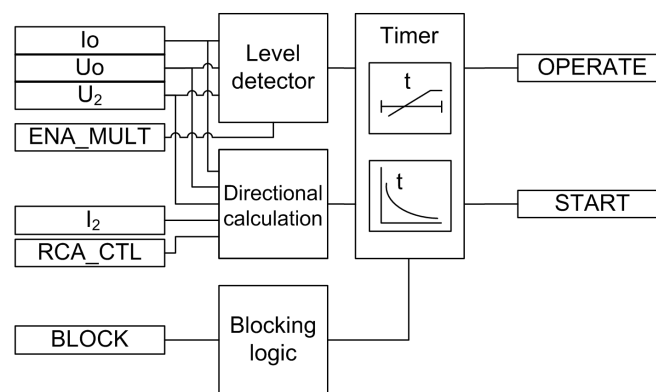 Io
Uo
U₂
ENA_MULT
I₂
RCA_CTL
BLOCK
Level
detector
Directional
calculation
Blocking
logic
Timer
t
t
OPERATE
START